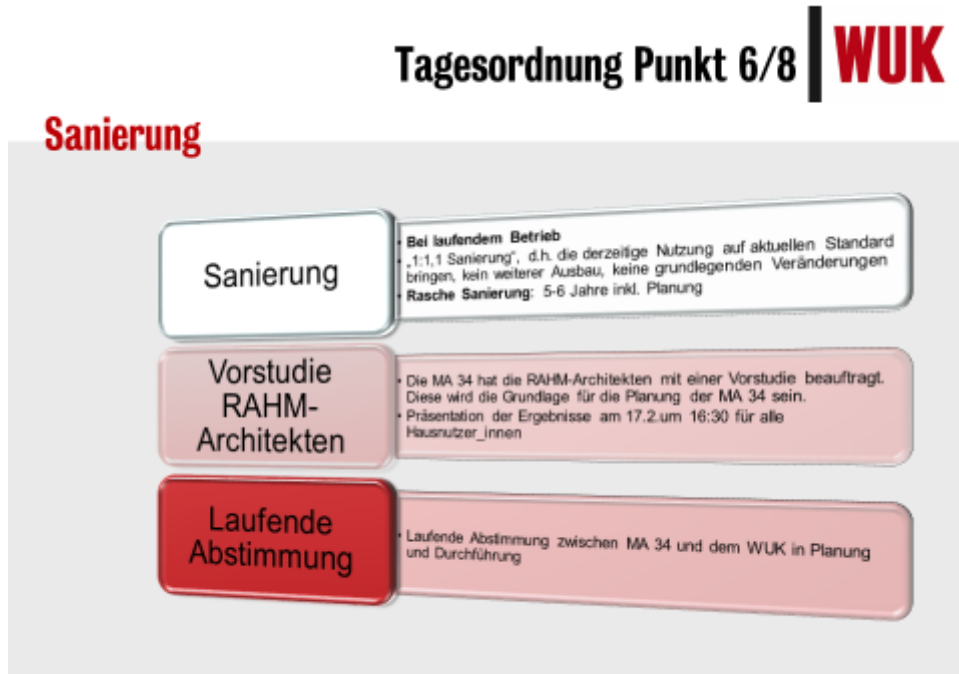 Tagesordnung Punkt 6/8
WUK
Sanierung
Sanierung
• Bei laufendem Betrieb
• „1:1,1 Sanierung“, d.h. die derzeitige Nutzung auf aktuellen Standard
bringen, kein weiterer Ausbau, keine grundlegenden Veränderungen
• Rasche Sanierung: 5-6 Jahre inkl. Planung
Vorstudie
RAHM-
Architekten
• Die MA 34 hat die RAHM-Architekten mit einer Vorstudie beauftragt.
Diese wird die Grundlage für die Planung der MA 34 sein.
• Präsentation der Ergebnisse am 17.2.um 16:30 für alle
Hausnutzer_innen
Laufende
Abstimmung
• Laufende Abstimmung zwischen MA 34 und dem WUK in Planung
und Durchführung